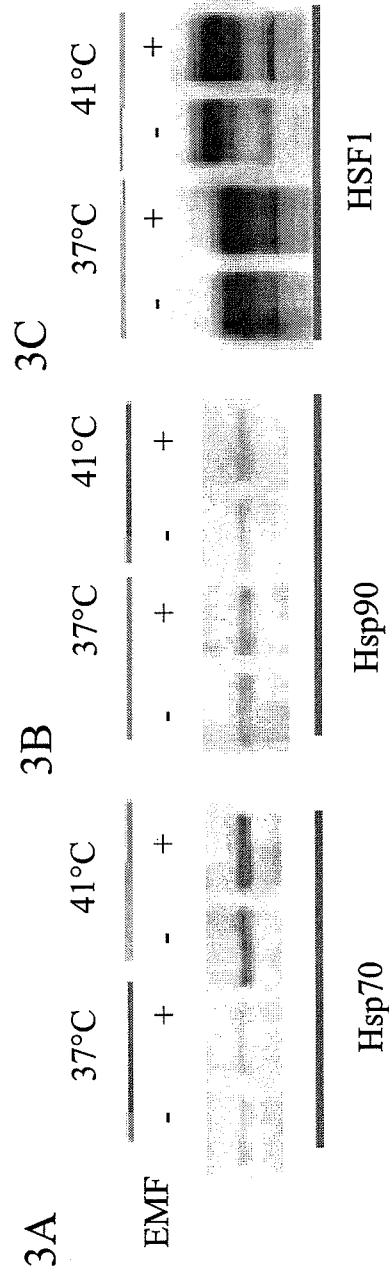 3A
37°C 41°C
EMF - + - +
Hsp70
3B
37°C 41°C
- + - +
Hsp90
3C
37°C 41°C
- + - +
HSF1